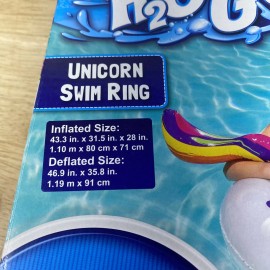 H2OG
UNICORN
SWIM RING
Inflated Size:
43.3 in. x 31.5 in. x 28 in.
1.10 m x 80 cm x 71 cm
Deflated Size:
46.9 in. x 35.8 in.
1.19 m x 91 cm